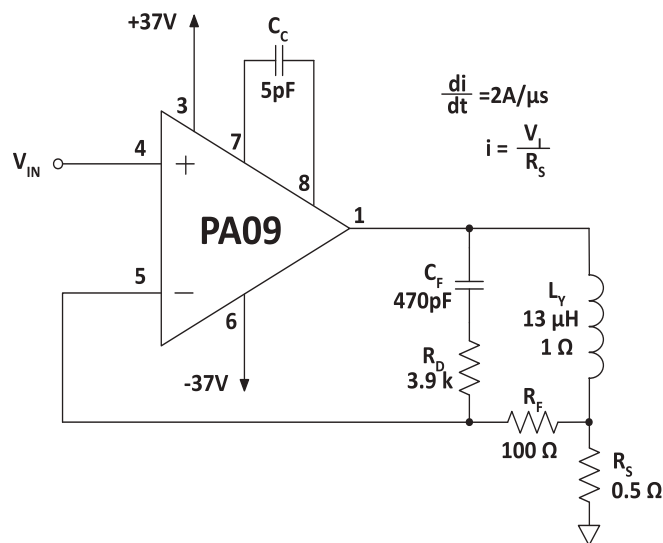 +37V
C_C
5pF
3
7
8
4
V_IN
+
PA09
1
5
−
6
-37V
di/dt =2A/μs
i = V_I/R_S
C_F
470pF
R_D
3.9 k
L_Y
13 μH
1 Ω
R_F
100 Ω
R_S
0.5 Ω